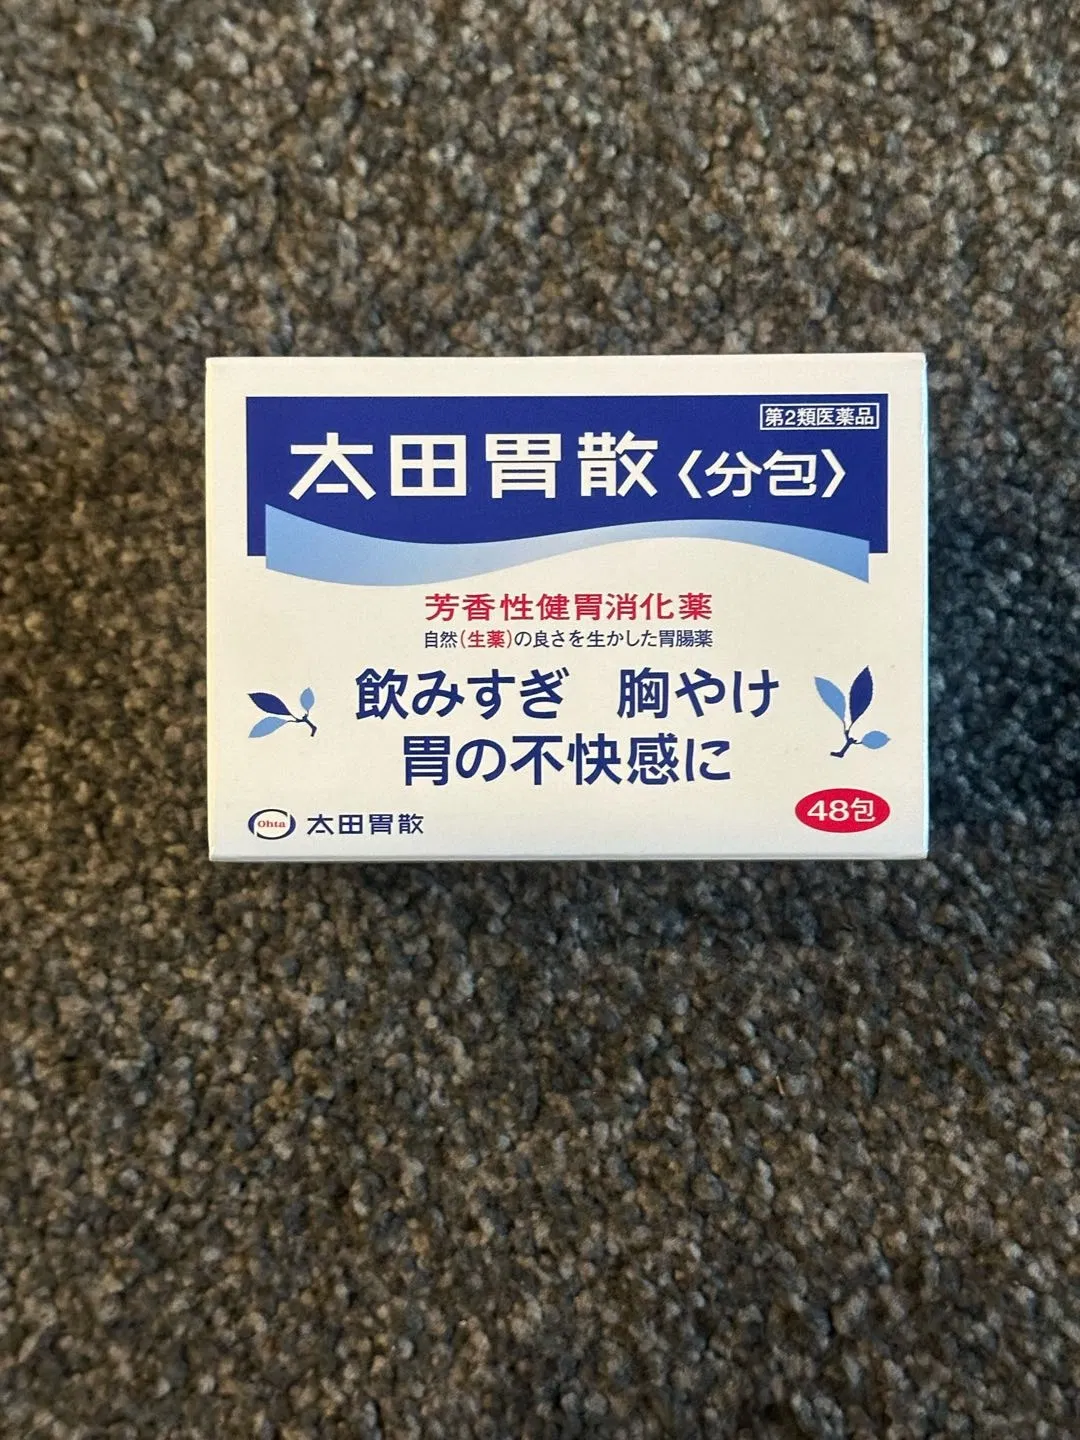 第2類医薬品
太田胃散〈分包〉
芳香性健胃消化薬
自然(生薬)の良さを生かした胃腸薬
飲みすぎ 胸やけ
胃の不快感に
48包
Ohta 太田胃散